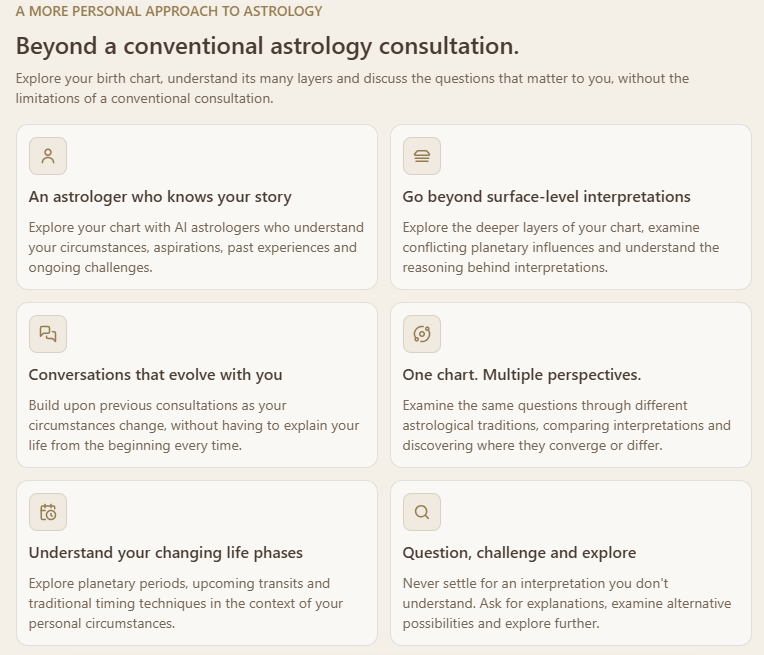 A MORE PERSONAL APPROACH TO ASTROLOGY
Beyond a conventional astrology consultation.
Explore your birth chart, understand its many layers and discuss the questions that matter to you, without the
limitations of a conventional consultation.
An astrologer who knows your story
Explore your chart with AI astrologers who understand
your circumstances, aspirations, past experiences and
ongoing challenges.
Go beyond surface-level interpretations
Explore the deeper layers of your chart, examine
conflicting planetary influences and understand the
reasoning behind interpretations.
Conversations that evolve with you
Build upon previous consultations as your
circumstances change, without having to explain your
life from the beginning every time.
One chart. Multiple perspectives.
Examine the same questions through different
astrological traditions, comparing interpretations and
discovering where they converge or differ.
Understand your changing life phases
Explore planetary periods, upcoming transits and
traditional timing techniques in the context of your
personal circumstances.
Question, challenge and explore
Never settle for an interpretation you don't
understand. Ask for explanations, examine alternative
possibilities and explore further.